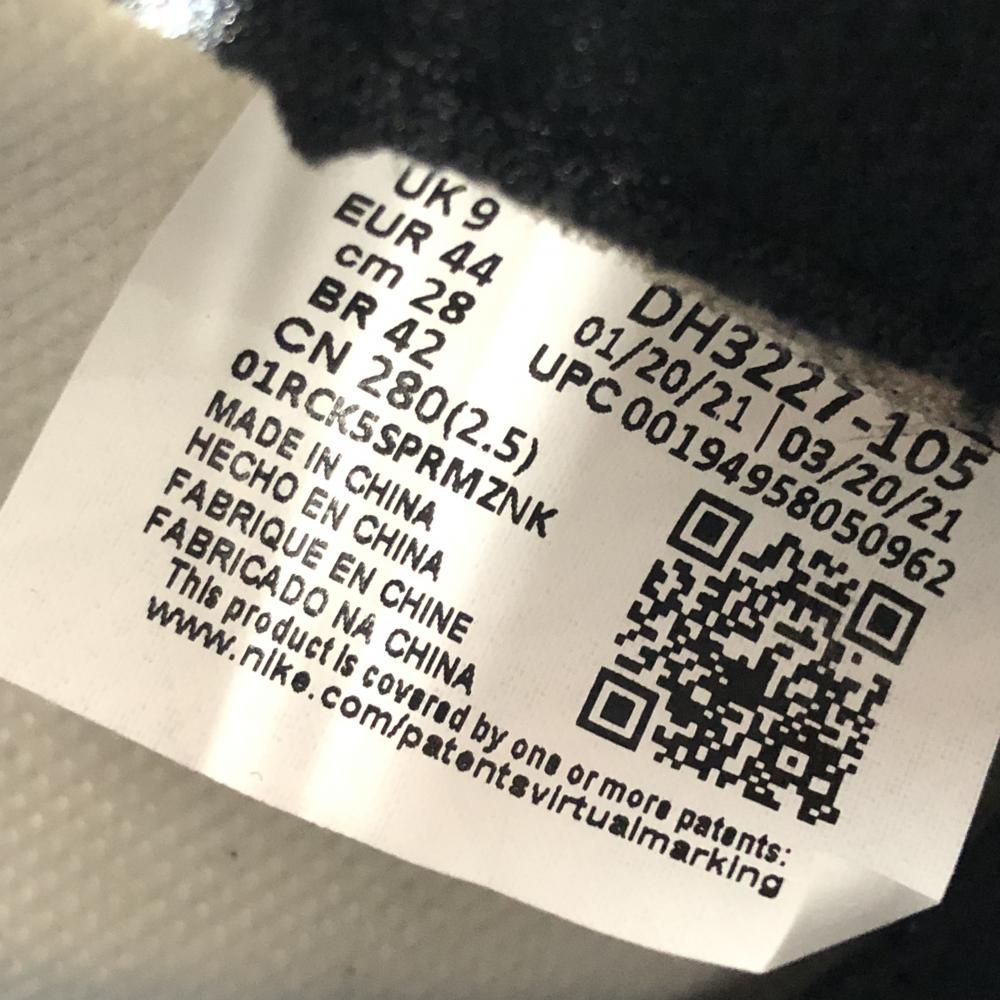 UK 9
EUR 44
cm 28
BR 42
CN 280(2.5)
01RCK5SPRMZNK
MADE IN CHINA
HECHO EN CHINA
FABRIQUE EN CHINE
FABRICADO NA CHINA
This product is covered by one or more patents:
www.nike.com/patentsvirtualmarking
DH3227-105
01/20/21 | 03/20/21
UPC 00194958050962